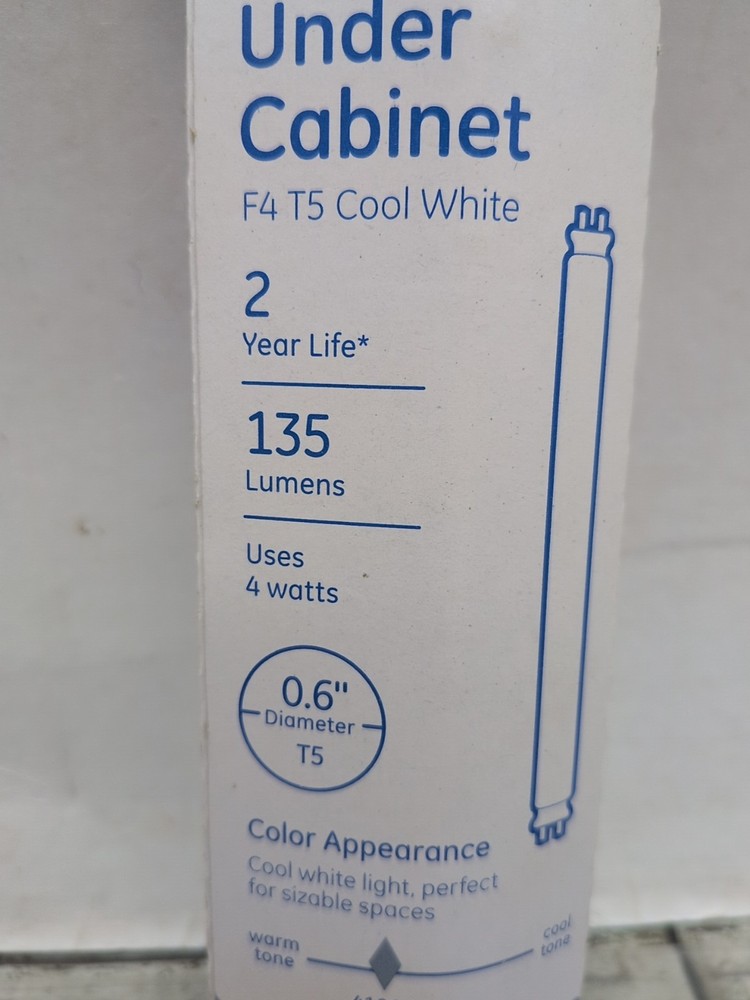 Under
Cabinet
F4 T5 Cool White
2
Year Life*
135
Lumens
Uses
4 watts
0.6"
Diameter
T5
Color Appearance
Cool white light, perfect
for sizable spaces
warm
tone
cool
tone